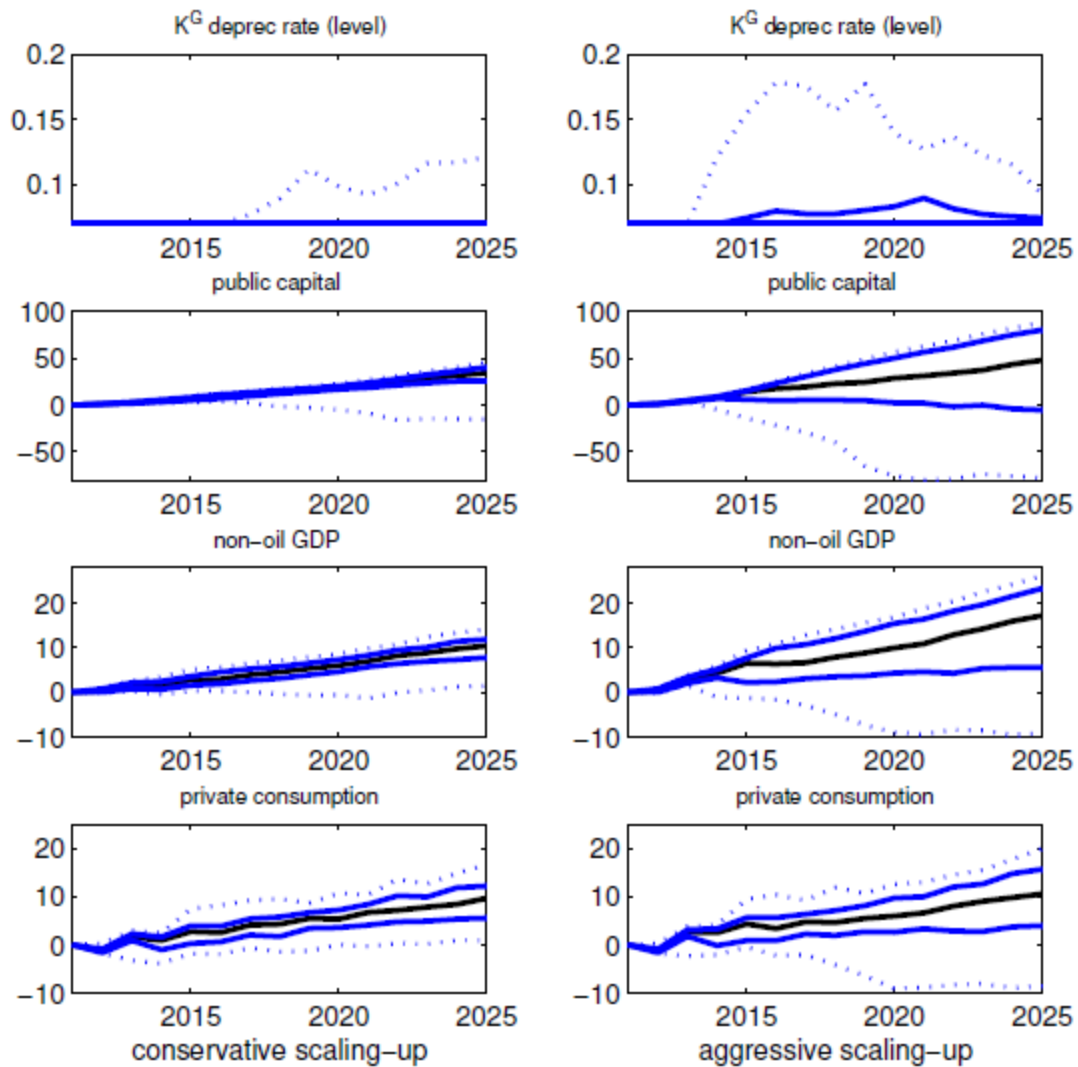 K^G deprec rate (level)
K^G deprec rate (level)
0.2
0.15
0.1
2015 2020 2025
0.2
0.15
0.1
2015 2020 2025
public capital
public capital
100
50
0
−50
2015 2020 2025
100
50
0
−50
2015 2020 2025
non−oil GDP
non−oil GDP
20
10
0
−10
2015 2020 2025
20
10
0
−10
2015 2020 2025
private consumption
private consumption
20
10
0
−10
2015 2020 2025
20
10
0
−10
2015 2020 2025
conservative scaling−up
aggressive scaling−up